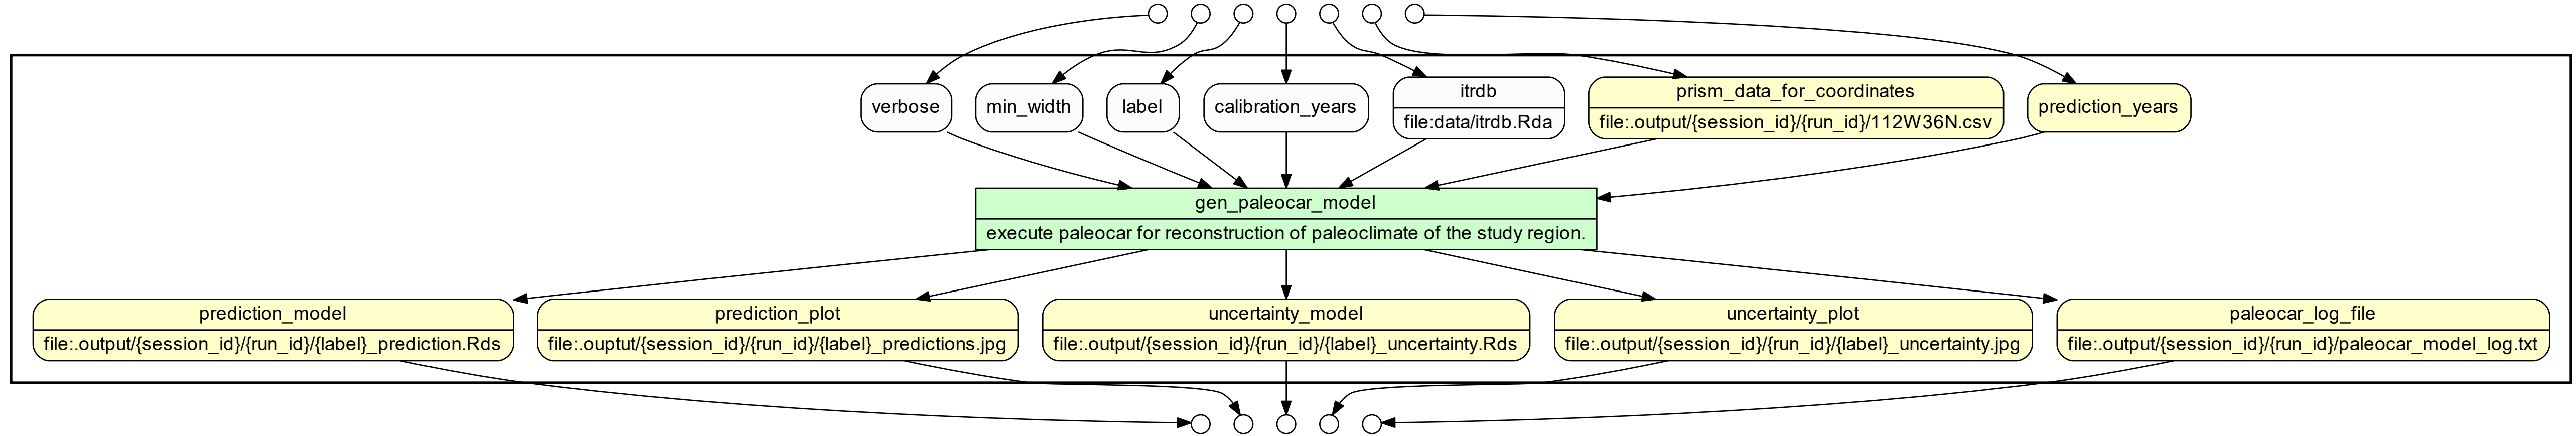 verbose
min_width
label
calibration_years
itrdb
file:data/itrdb.Rda
prism_data_for_coordinates
file:.output/{session_id}/{run_id}/112W36N.csv
prediction_years
gen_paleocar_model
execute paleocar for reconstruction of paleoclimate of the study region.
prediction_model
file:.output/{session_id}/{run_id}/{label}_prediction.Rds
prediction_plot
file:.ouptut/{session_id}/{run_id}/{label}_predictions.jpg
uncertainty_model
file:.output/{session_id}/{run_id}/{label}_uncertainty.Rds
uncertainty_plot
file:.output/{session_id}/{run_id}/{label}_uncertainty.jpg
paleocar_log_file
file:.output/{session_id}/{run_id}/paleocar_model_log.txt